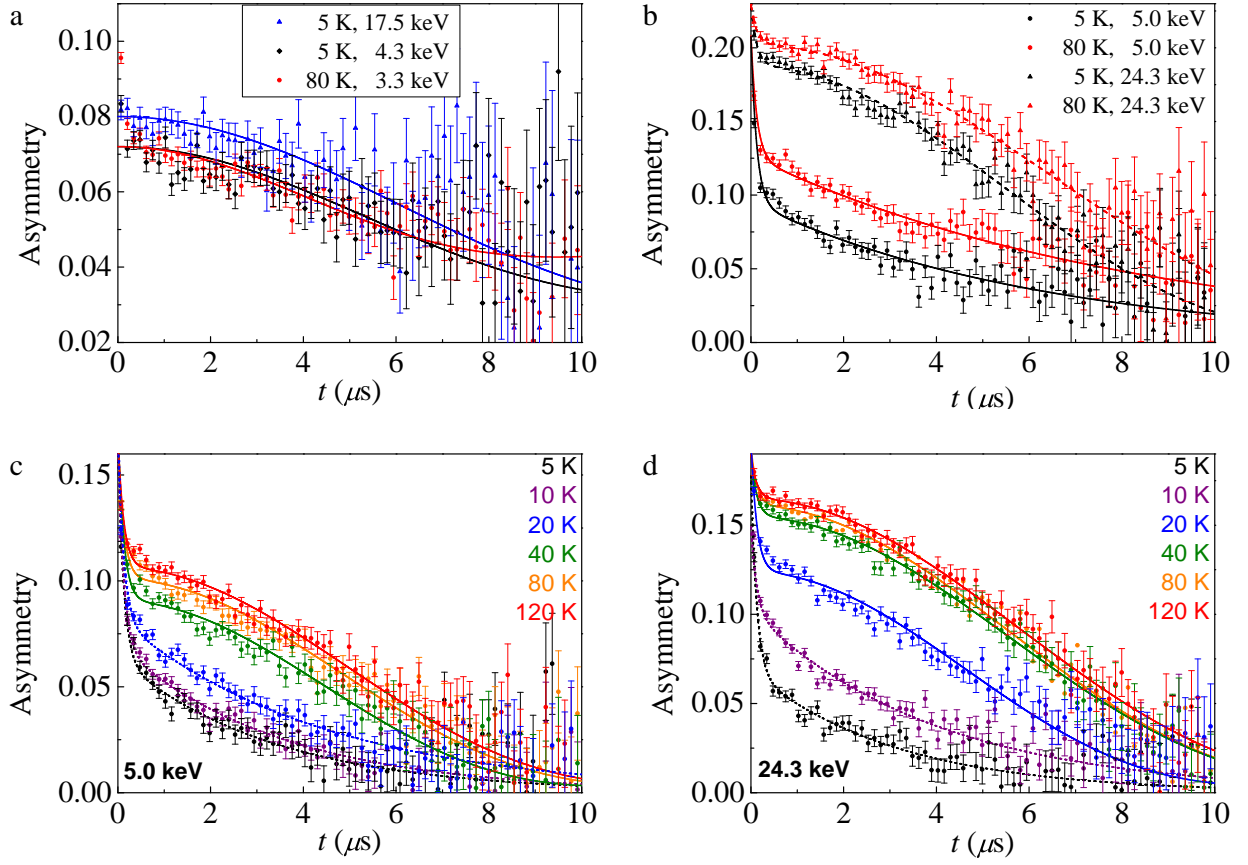 a
5 K, 17.5 keV
5 K, 4.3 keV
80 K, 3.3 keV
0.10
0.08
0.06
0.04
0.02
Asymmetry
0 2 4 6 8 10
t (μs)
b
5 K, 5.0 keV
80 K, 5.0 keV
5 K, 24.3 keV
80 K, 24.3 keV
0.20
0.15
0.10
0.05
0.00
Asymmetry
0 2 4 6 8 10
t (μs)
c
5 K
10 K
20 K
40 K
80 K
120 K
0.15
0.10
0.05
0.00
Asymmetry
5.0 keV
0 2 4 6 8 10
t (μs)
d
5 K
10 K
20 K
40 K
80 K
120 K
0.15
0.10
0.05
0.00
Asymmetry
24.3 keV
0 2 4 6 8 10
t (μs)